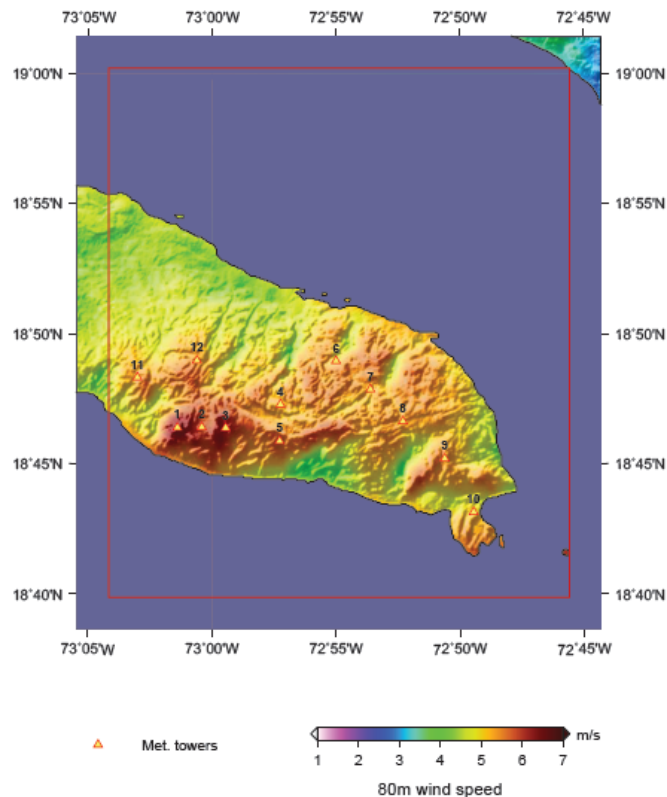 73°05'W 73°00'W 72°55'W 72°50'W 72°45'W
19°00'N 19°00'N
18°55'N 18°55'N
18°50'N 18°50'N
12 6
11 7
4
1 2 3 8
5
9
18°45'N 18°45'N
10
18°40'N 18°40'N
73°05'W 73°00'W 72°55'W 72°50'W 72°45'W
Met. towers m/s
1 2 3 4 5 6 7
80m wind speed